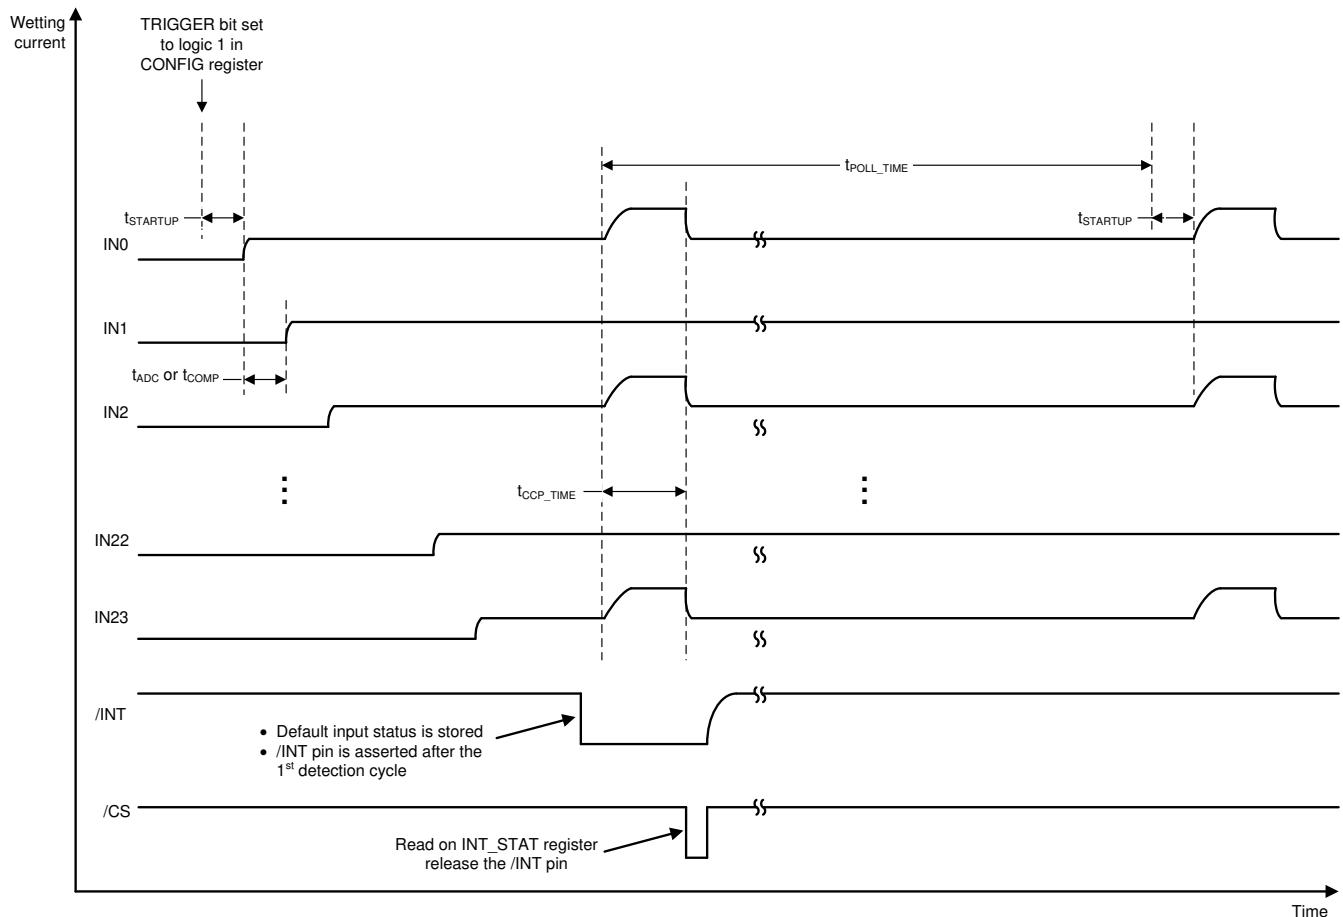 Wetting
current
TRIGGER bit set
to logic 1 in
CONFIG register
tPOLL_TIME
tSTARTUP
tSTARTUP
IN0
IN1
tADC or tCOMP
IN2
tCCP_TIME
IN22
IN23
/INT
• Default input status is stored
• /INT pin is asserted after the
1st detection cycle
/CS
Read on INT_STAT register
release the /INT pin
Time